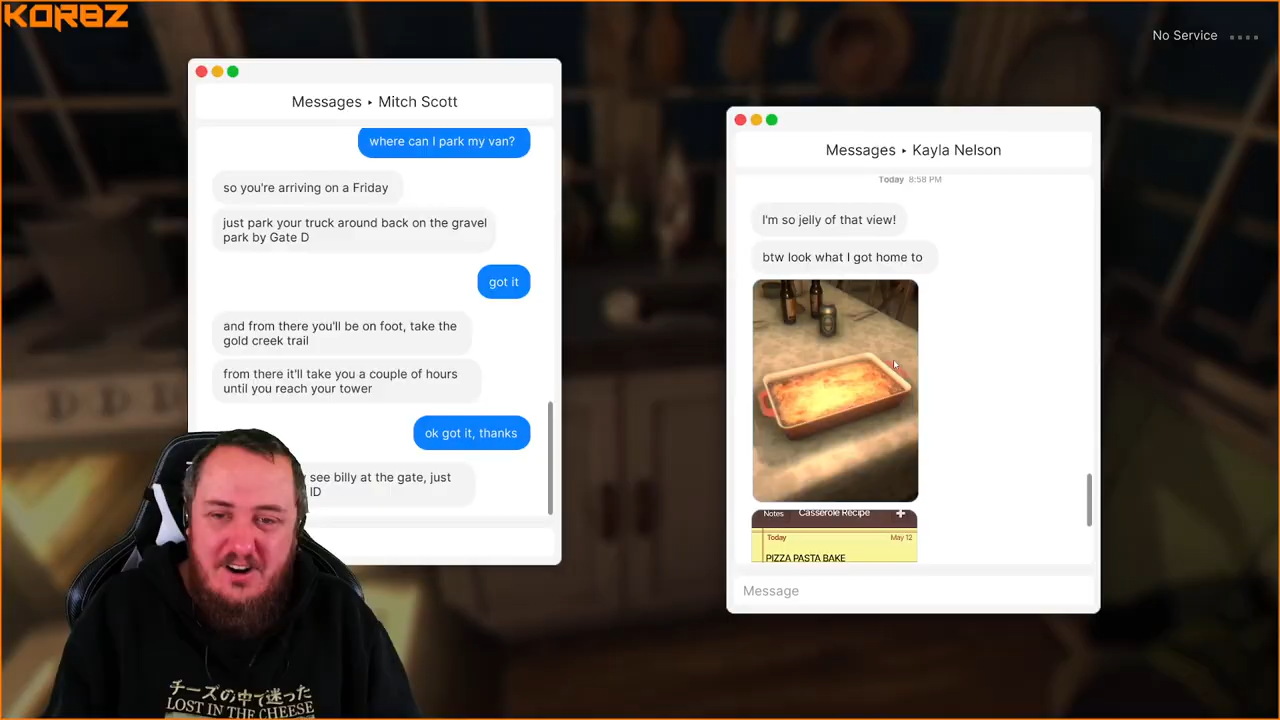 KORBZ
No Service
Messages ▸ Mitch Scott
where can I park my van?
so you're arriving on a Friday
just park your truck around back on the gravel
park by Gate D
got it
and from there you'll be on foot, take the
gold creek trail
from there it'll take you a couple of hours
until you reach your tower
ok got it, thanks
see billy at the gate, just
ID
Messages ▸ Kayla Nelson
Today 8:58 PM
I'm so jelly of that view!
btw look what I got home to
Notes Casserole Recipe +
Today May 12
PIZZA PASTA BAKE
Message
チーズの中で迷った
LOST IN THE CHEESE